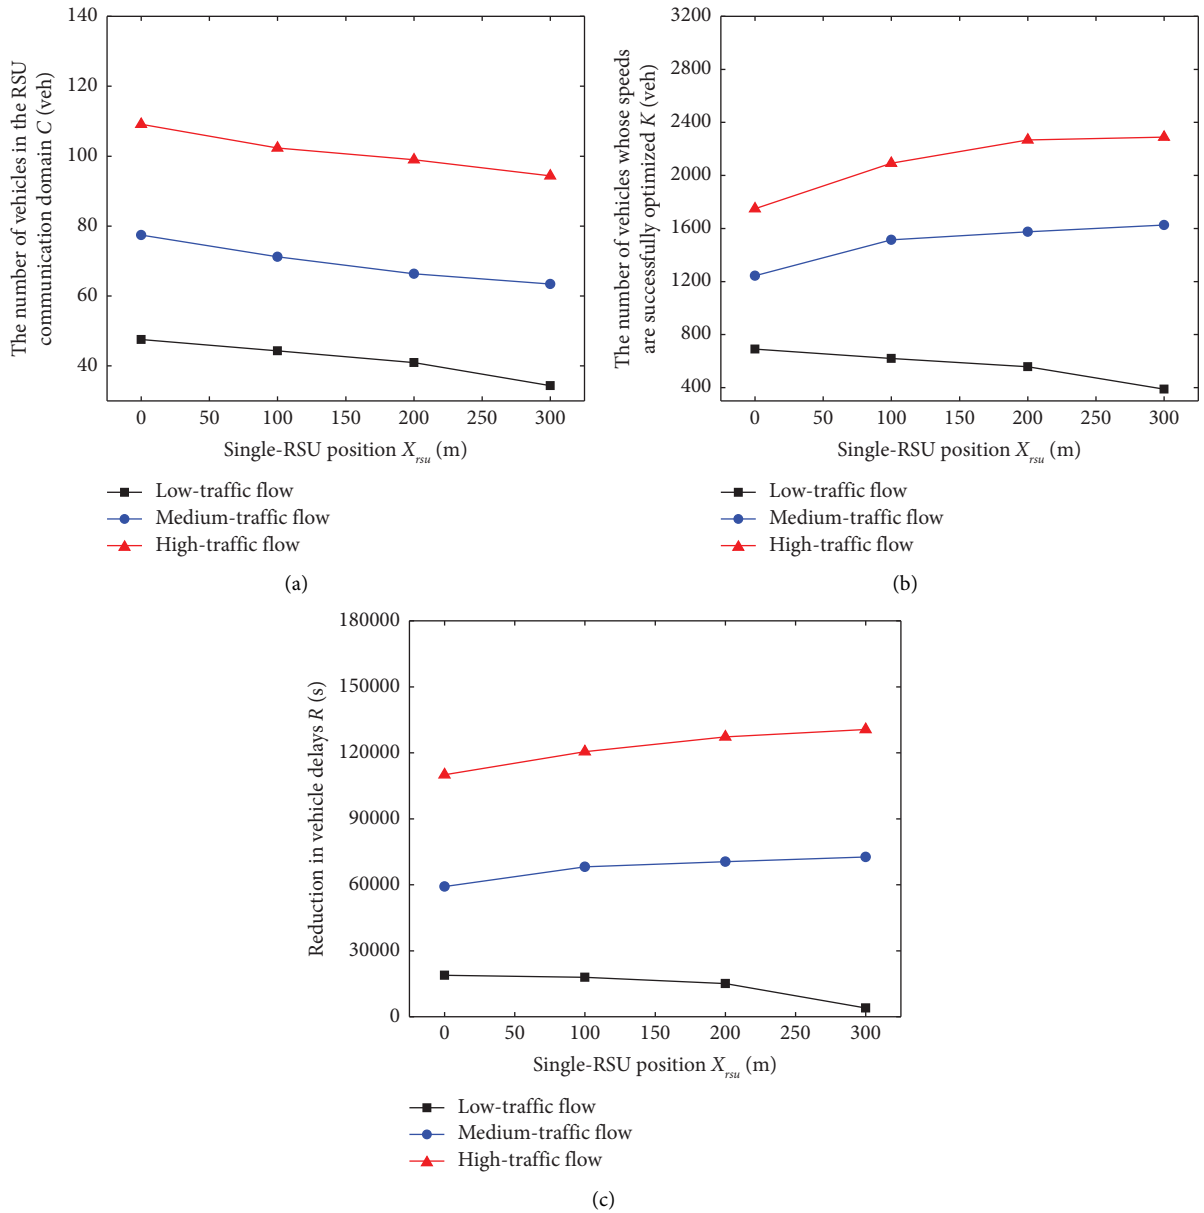 The number of vehicles in the RSU
communication domain C (veh)
140
120
100
80
60
40
0 50 100 150 200 250 300
Single-RSU position X_rsu (m)
Low-traffic flow
Medium-traffic flow
High-traffic flow
(a)
The number of vehicles whose speeds
are successfully optimized K (veh)
3200
2800
2400
2000
1600
1200
800
400
0 50 100 150 200 250 300
Single-RSU position X_rsu (m)
Low-traffic flow
Medium-traffic flow
High-traffic flow
(b)
Reduction in vehicle delays R (s)
180000
150000
120000
90000
60000
30000
0
0 50 100 150 200 250 300
Single-RSU position X_rsu (m)
Low-traffic flow
Medium-traffic flow
High-traffic flow
(c)